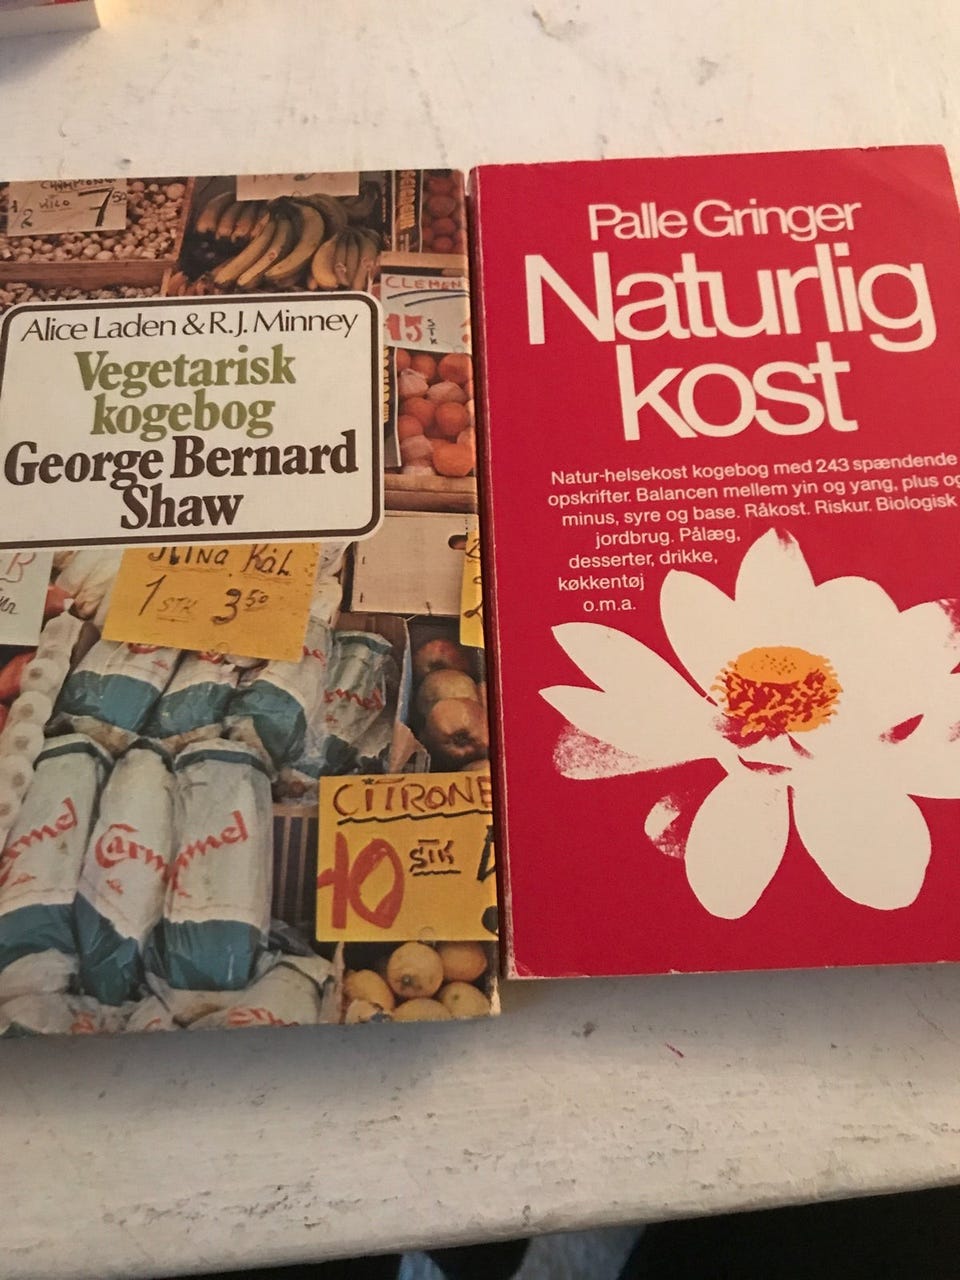 CHAMPIGNO
1/2 KILO 7 50
CLEMEN
15 STK
Alice Laden & R.J. Minney
Vegetarisk
kogebog
George Bernard
Shaw
KINA KÅL
1 STK 3 50
Carmel
CITRONE
10 STK
Palle Gringer
Naturlig
kost
Natur-helsekost kogebog med 243 spændende
opskrifter. Balancen mellem yin og yang, plus og
minus, syre og base. Råkost. Riskur. Biologisk
jordbrug. Pålæg,
desserter, drikke,
køkkentøj
o.m.a.